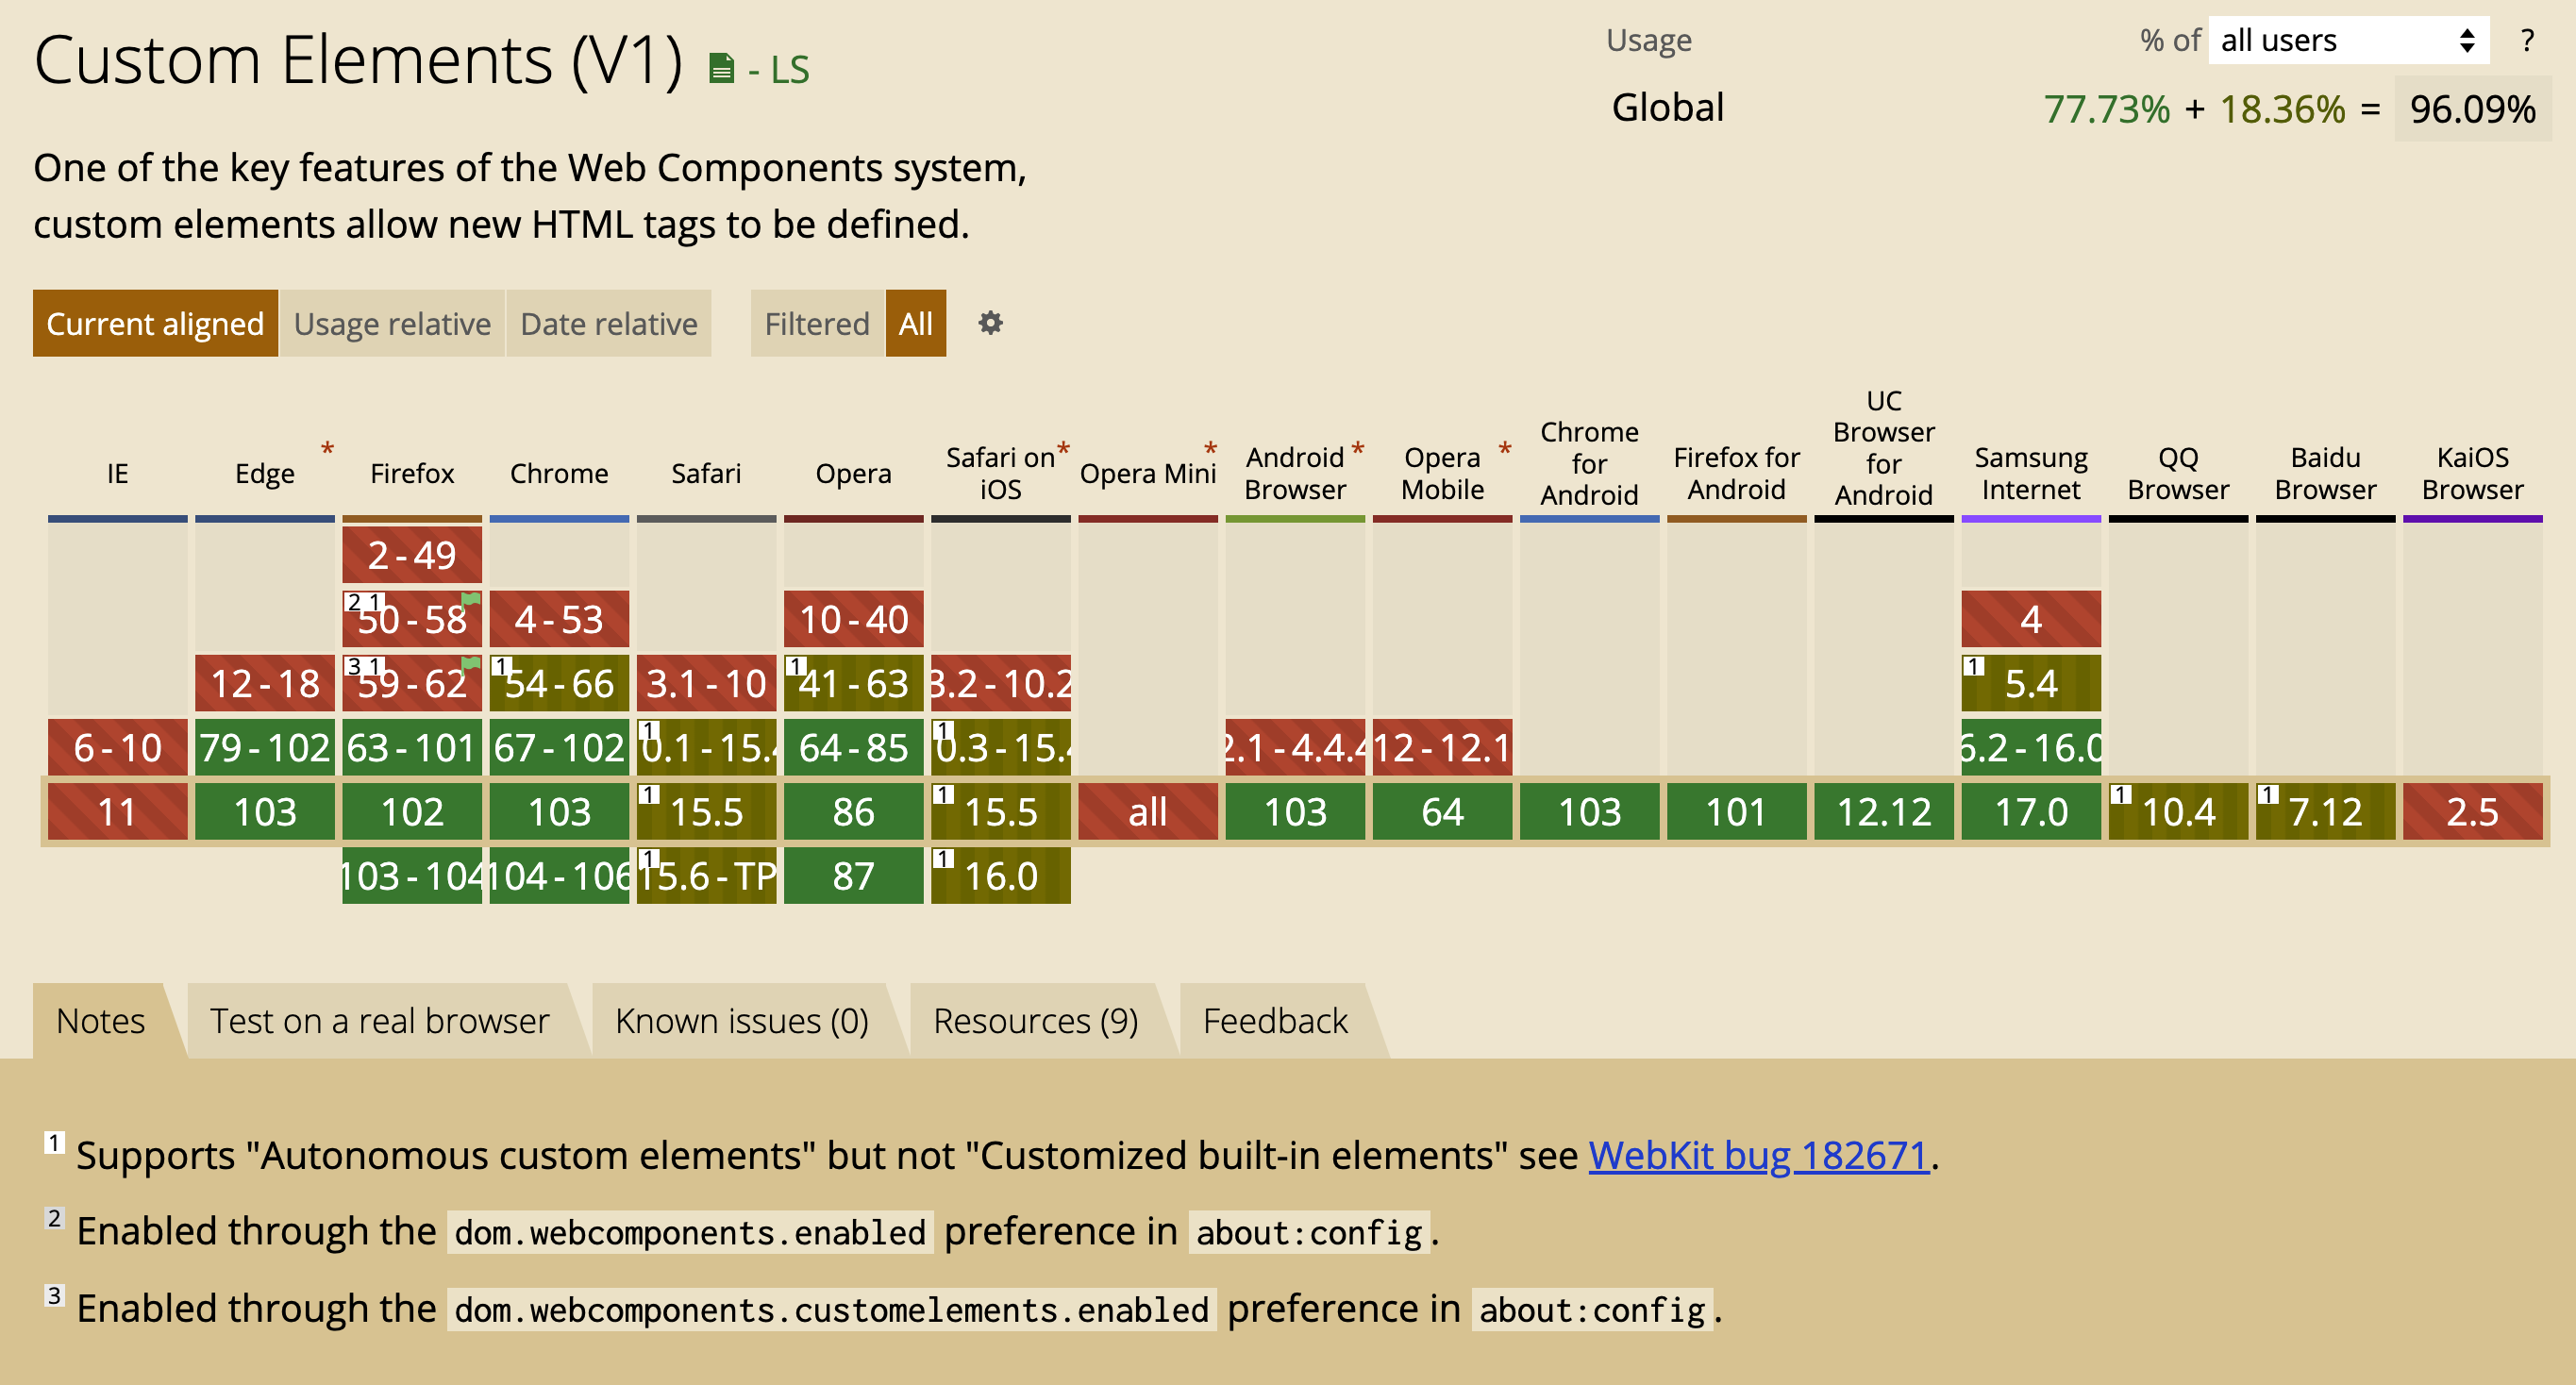 Custom Elements (V1) - LS
Usage % of all users ?
Global 77.73% + 18.36% = 96.09%
One of the key features of the Web Components system,
custom elements allow new HTML tags to be defined.
Current aligned Usage relative Date relative Filtered All
IE
Edge *
Firefox
Chrome
Safari
Opera
Safari on *
iOS
Opera Mini *
Android *
Browser
Opera *
Mobile
Chrome
for
Android
Firefox for
Android
UC
Browser
for
Android
Samsung
Internet
QQ
Browser
Baidu
Browser
KaiOS
Browser
2 - 49
2 1 50 - 58 4 - 53 10 - 40 4
12 - 18 3 1 59 - 62 1 54 - 66 3.1 - 10 1 41 - 63 3.2 - 10.2 1 5.4
6 - 10 79 - 102 63 - 101 67 - 102 1 0.1 - 15.4 64 - 85 1 0.3 - 15.4 2.1 - 4.4.4 12 - 12.1 6.2 - 16.0
11 103 102 103 1 15.5 86 1 15.5 all 103 64 103 101 12.12 17.0 1 10.4 1 7.12 2.5
103 - 104 104 - 106 1 15.6 - TP 87 1 16.0
Notes Test on a real browser Known issues (0) Resources (9) Feedback
1 Supports "Autonomous custom elements" but not "Customized built-in elements" see WebKit bug 182671.
2 Enabled through the dom.webcomponents.enabled preference in about:config.
3 Enabled through the dom.webcomponents.customelements.enabled preference in about:config.